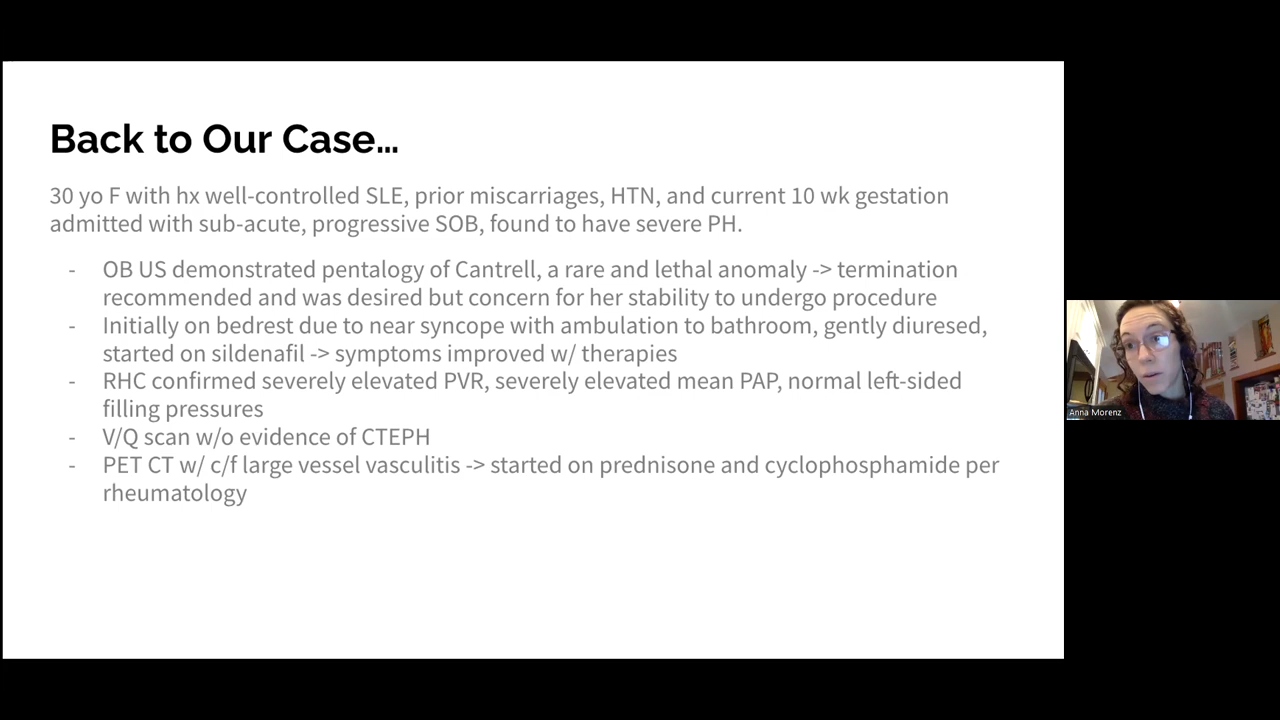 Back to Our Case...
30 yo F with hx well-controlled SLE, prior miscarriages, HTN, and current 10 wk gestation
admitted with sub-acute, progressive SOB, found to have severe PH.
- OB US demonstrated pentalogy of Cantrell, a rare and lethal anomaly -> termination
recommended and was desired but concern for her stability to undergo procedure
- Initially on bedrest due to near syncope with ambulation to bathroom, gently diuresed,
started on sildenafil -> symptoms improved w/ therapies
- RHC confirmed severely elevated PVR, severely elevated mean PAP, normal left-sided
filling pressures
- V/Q scan w/o evidence of CTEPH
- PET CT w/ c/f large vessel vasculitis -> started on prednisone and cyclophosphamide per
rheumatology
Anna Morenz